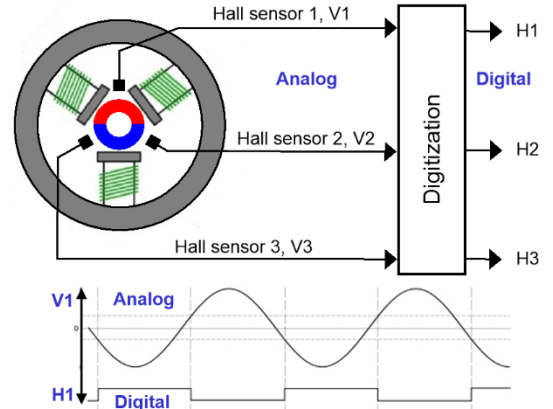 Hall sensor 1, V1
H1
Analog
Digital
Hall sensor 2, V2
H2
Digitization
Hall sensor 3, V3
H3
V1
Analog
0
H1
Digital